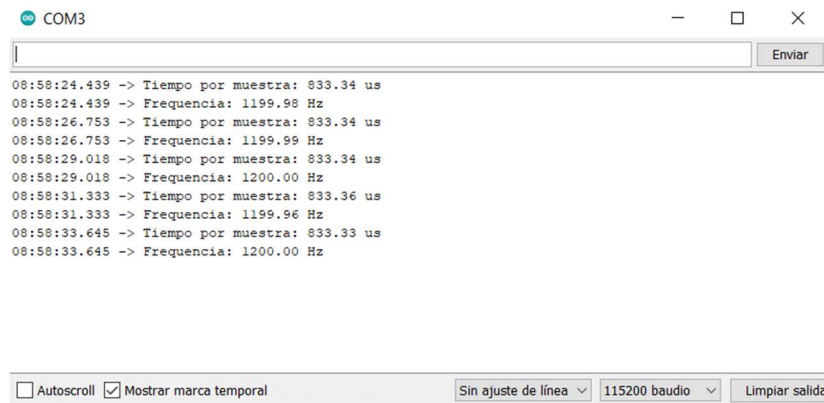 COM3
Enviar
08:58:24.439 -> Tiempo por muestra: 833.34 us
08:58:24.439 -> Frequencia: 1199.98 Hz
08:58:26.753 -> Tiempo por muestra: 833.34 us
08:58:26.753 -> Frequencia: 1199.99 Hz
08:58:29.018 -> Tiempo por muestra: 833.34 us
08:58:29.018 -> Frequencia: 1200.00 Hz
08:58:31.333 -> Tiempo por muestra: 833.36 us
08:58:31.333 -> Frequencia: 1199.96 Hz
08:58:33.645 -> Tiempo por muestra: 833.33 us
08:58:33.645 -> Frequencia: 1200.00 Hz
Autoscroll Mostrar marca temporal Sin ajuste de línea 115200 baudio Limpiar salida